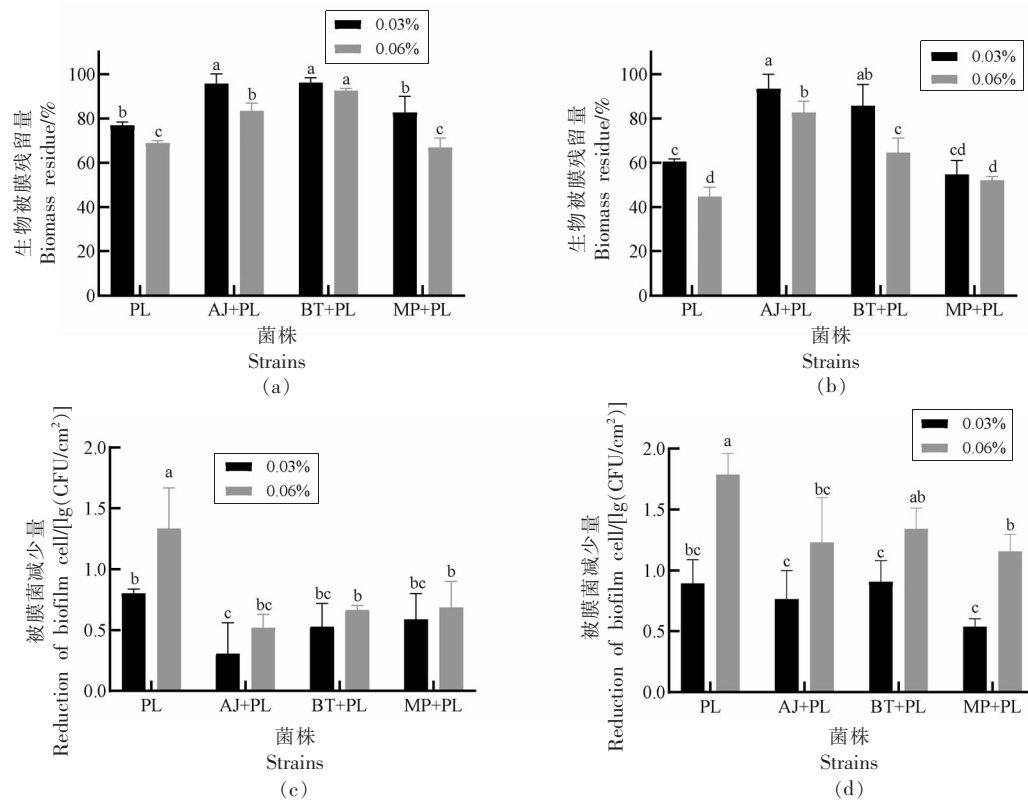 0.03%
0.06%
生物被膜残留量
Biomass residue/%
100
80
60
40
20
0
b
c
a
b
a
a
b
c
PL
AJ+PL
BT+PL
MP+PL
菌株
Strains
(a)
0.03%
0.06%
生物被膜残留量
Biomass residue/%
100
80
60
40
20
0
c
d
a
b
ab
c
cd
d
PL
AJ+PL
BT+PL
MP+PL
菌株
Strains
(b)
0.03%
0.06%
被膜菌减少量
Reduction of biofilm cell/[lg(CFU/cm²)]
2.0
1.5
1.0
0.5
0.0
b
a
c
bc
bc
b
bc
b
PL
AJ+PL
BT+PL
MP+PL
菌株
Strains
(c)
0.03%
0.06%
被膜菌减少量
Reduction of biofilm cell/[lg(CFU/cm²)]
2.0
1.5
1.0
0.5
0.0
bc
a
c
bc
c
ab
c
b
PL
AJ+PL
BT+PL
MP+PL
菌株
Strains
(d)